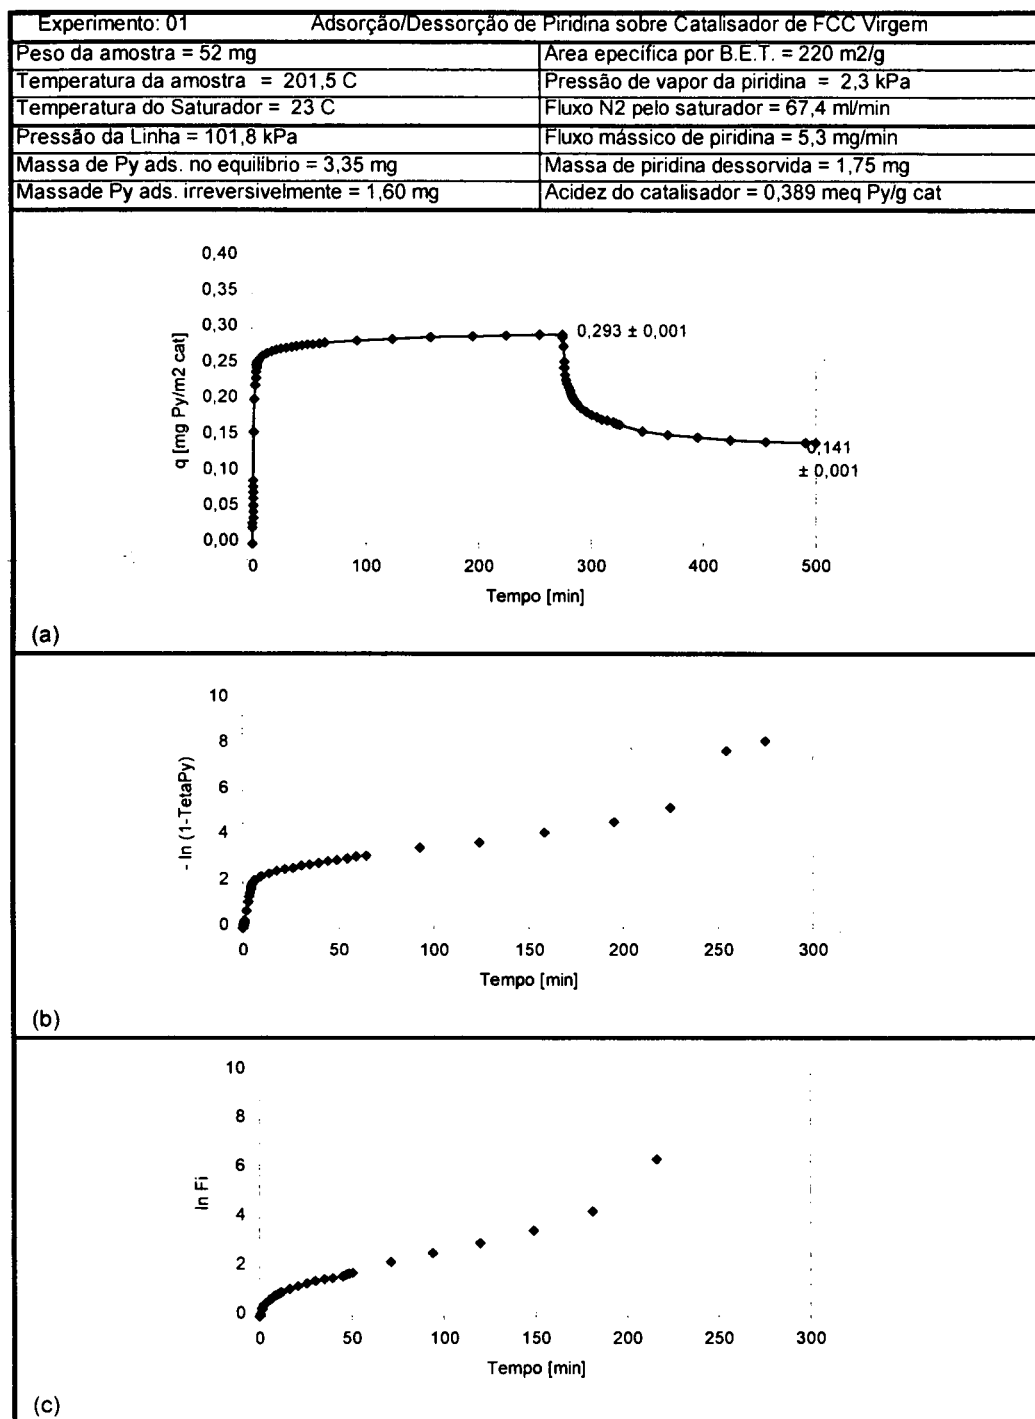 Experimento: 01 Adsorção/Dessorção de Piridina sobre Catalisador de FCC Virgem
Peso da amostra = 52 mg Area epecifica por B.E.T. = 220 m2/g
Temperatura da amostra = 201,5 C Pressão de vapor da piridina = 2,3 kPa
Temperatura do Saturador = 23 C Fluxo N2 pelo saturador = 67,4 ml/min
Pressão da Linha = 101,8 kPa Fluxo mássico de piridina = 5,3 mg/min
Massa de Py ads. no equilíbrio = 3,35 mg Massa de piridina dessorvida = 1,75 mg
Massade Py ads. irreversivelmente = 1,60 mg Acidez do catalisador = 0,389 meq Py/g cat
0,40
0,35
0,30
0,25
0,20
0,15
0,10
0,05
0,00
q [mg Py/m2 cat]
0,293 ± 0,001
0,141
± 0,001
0 100 200 300 400 500
Tempo [min]
(a)
10
8
6
4
2
0
- ln (1-TetaPy)
0 50 100 150 200 250 300
Tempo [min]
(b)
10
8
6
4
2
0
ln Fi
0 50 100 150 200 250 300
Tempo [min]
(c)